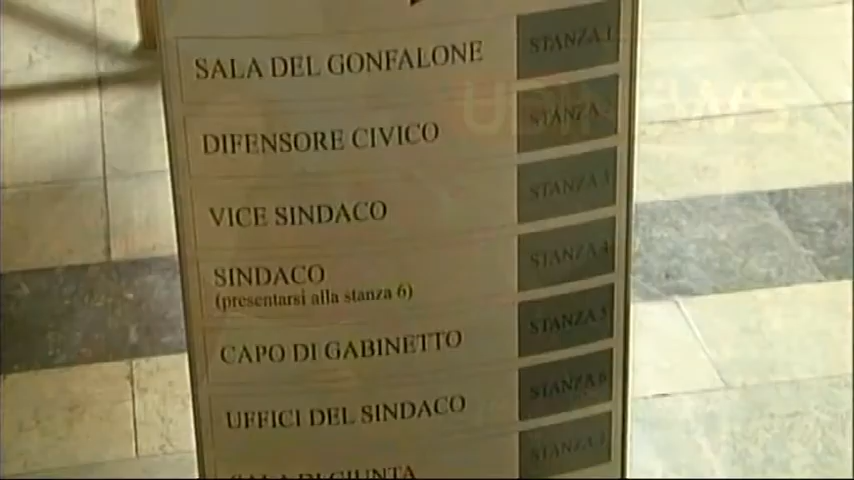 SALA DEL GONFALONE STANZA 1
UDINEWS
DIFENSORE CIVICO STANZA 2
VICE SINDACO STANZA 3
SINDACO STANZA 4
(presentarsi alla stanza 6)
CAPO DI GABINETTO STANZA 5
UFFICI DEL SINDACO STANZA 6
SALA DI GIUNTA STANZA 7